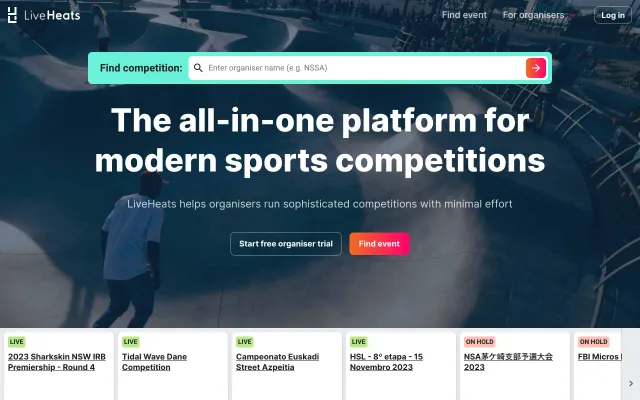 LiveHeats
Find event
For organisers
Log in
Find competition:
Enter organiser name (e.g. NSSA)
The all-in-one platform for
modern sports competitions
LiveHeats helps organisers run sophisticated competitions with minimal effort
Start free organiser trial
Find event
LIVE
2023 Sharkskin NSW IRB
Premiership - Round 4
LIVE
Tidal Wave Dane
Competition
LIVE
Campeonato Euskadi
Street Azpeitia
LIVE
HSL - 8º etapa - 15
Novembro 2023
ON HOLD
NSA茅ケ崎支部予選大会
2023
ON HOLD
FBI Micros